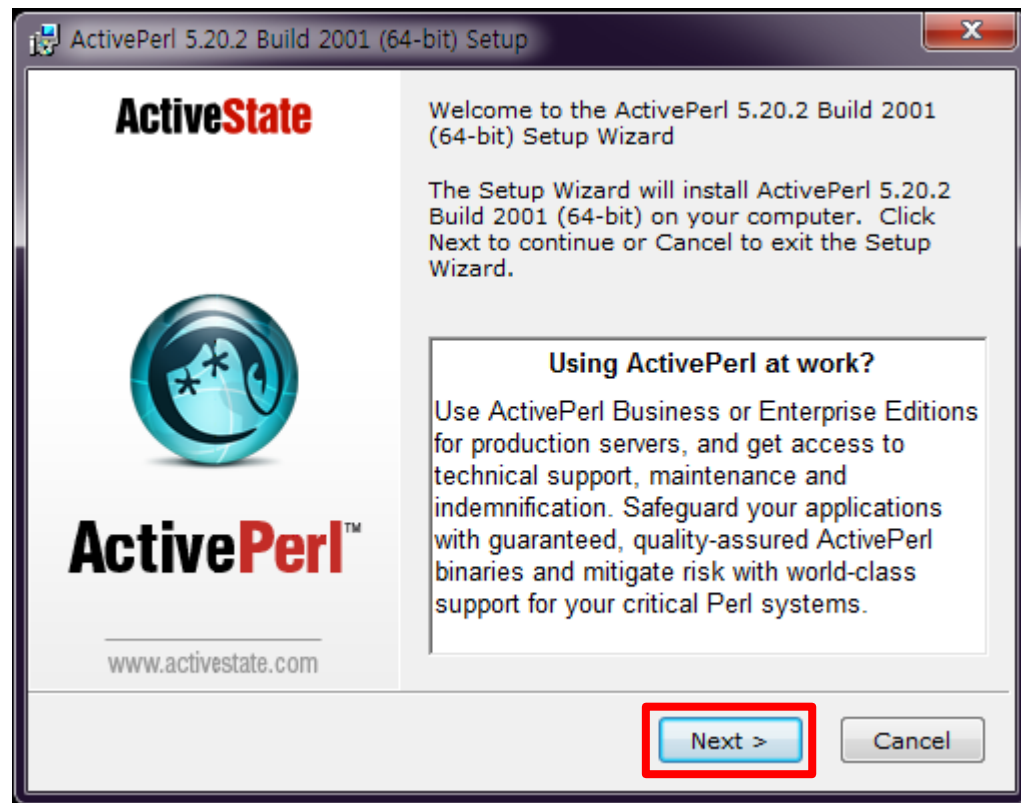 ActivePerl 5.20.2 Build 2001 (64-bit) Setup
x
ActiveState
Welcome to the ActivePerl 5.20.2 Build 2001
(64-bit) Setup Wizard
The Setup Wizard will install ActivePerl 5.20.2
Build 2001 (64-bit) on your computer. Click
Next to continue or Cancel to exit the Setup
Wizard.
Using ActivePerl at work?
Use ActivePerl Business or Enterprise Editions
for production servers, and get access to
technical support, maintenance and
indemnification. Safeguard your applications
with guaranteed, quality-assured ActivePerl
binaries and mitigate risk with world-class
support for your critical Perl systems.
ActivePerl™
www.activestate.com
Next >
Cancel